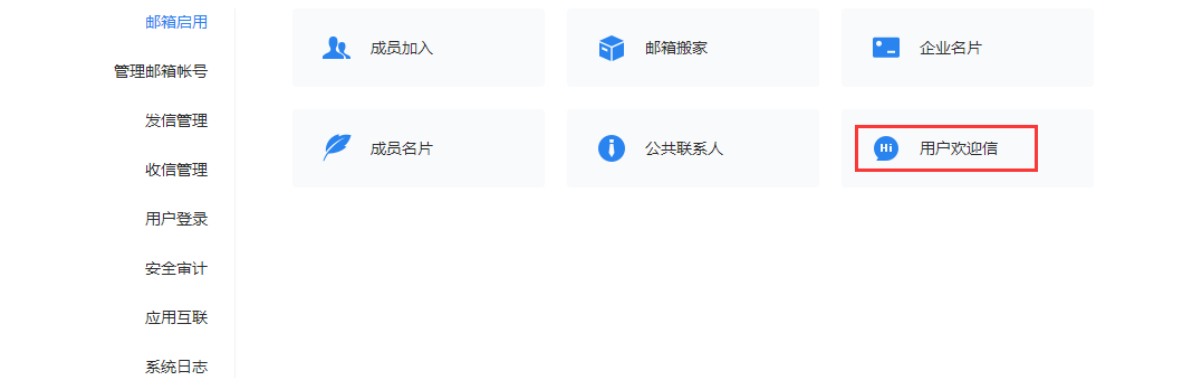 邮箱启用
管理邮箱帐号
发信管理
收信管理
用户登录
安全审计
应用互联
系统日志
成员加入
邮箱搬家
企业名片
成员名片
公共联系人
Hi 用户欢迎信